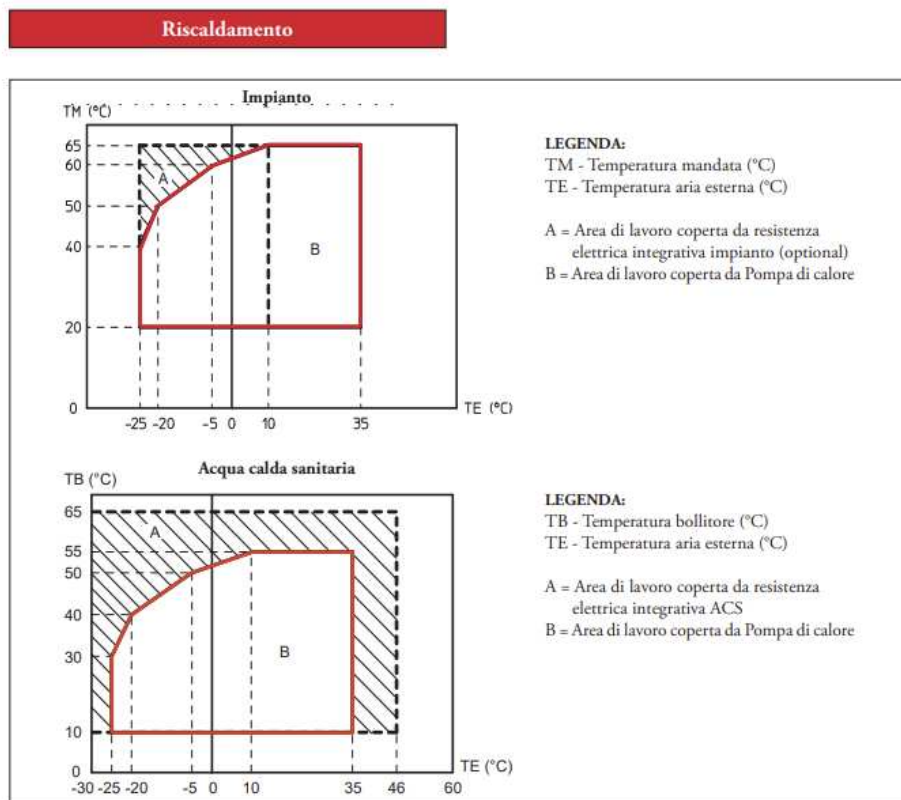 Riscaldamento
Impianto
TM (°C)
65
60
50
40
20
0
A
B
-25 -20 -5 0 10 35
TE (°C)
LEGENDA:
TM - Temperatura mandata (°C)
TE - Temperatura aria esterna (°C)
A = Area di lavoro coperta da resistenza
elettrica integrativa impianto (optional)
B = Area di lavoro coperta da Pompa di calore
Acqua calda sanitaria
TB (°C)
65
55
50
40
30
10
0
A
B
-30 -25 -20 -5 0 10 35 46 60
TE (°C)
LEGENDA:
TB - Temperatura bollitore (°C)
TE - Temperatura aria esterna (°C)
A = Area di lavoro coperta da resistenza
elettrica integrativa ACS
B = Area di lavoro coperta da Pompa di calore